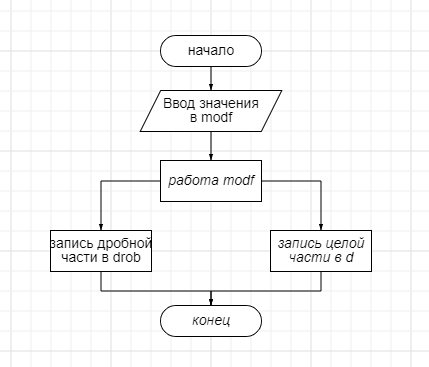 начало
Ввод значения
в modf
работа modf
запись дробной
части в drob
запись целой
части в d
конец